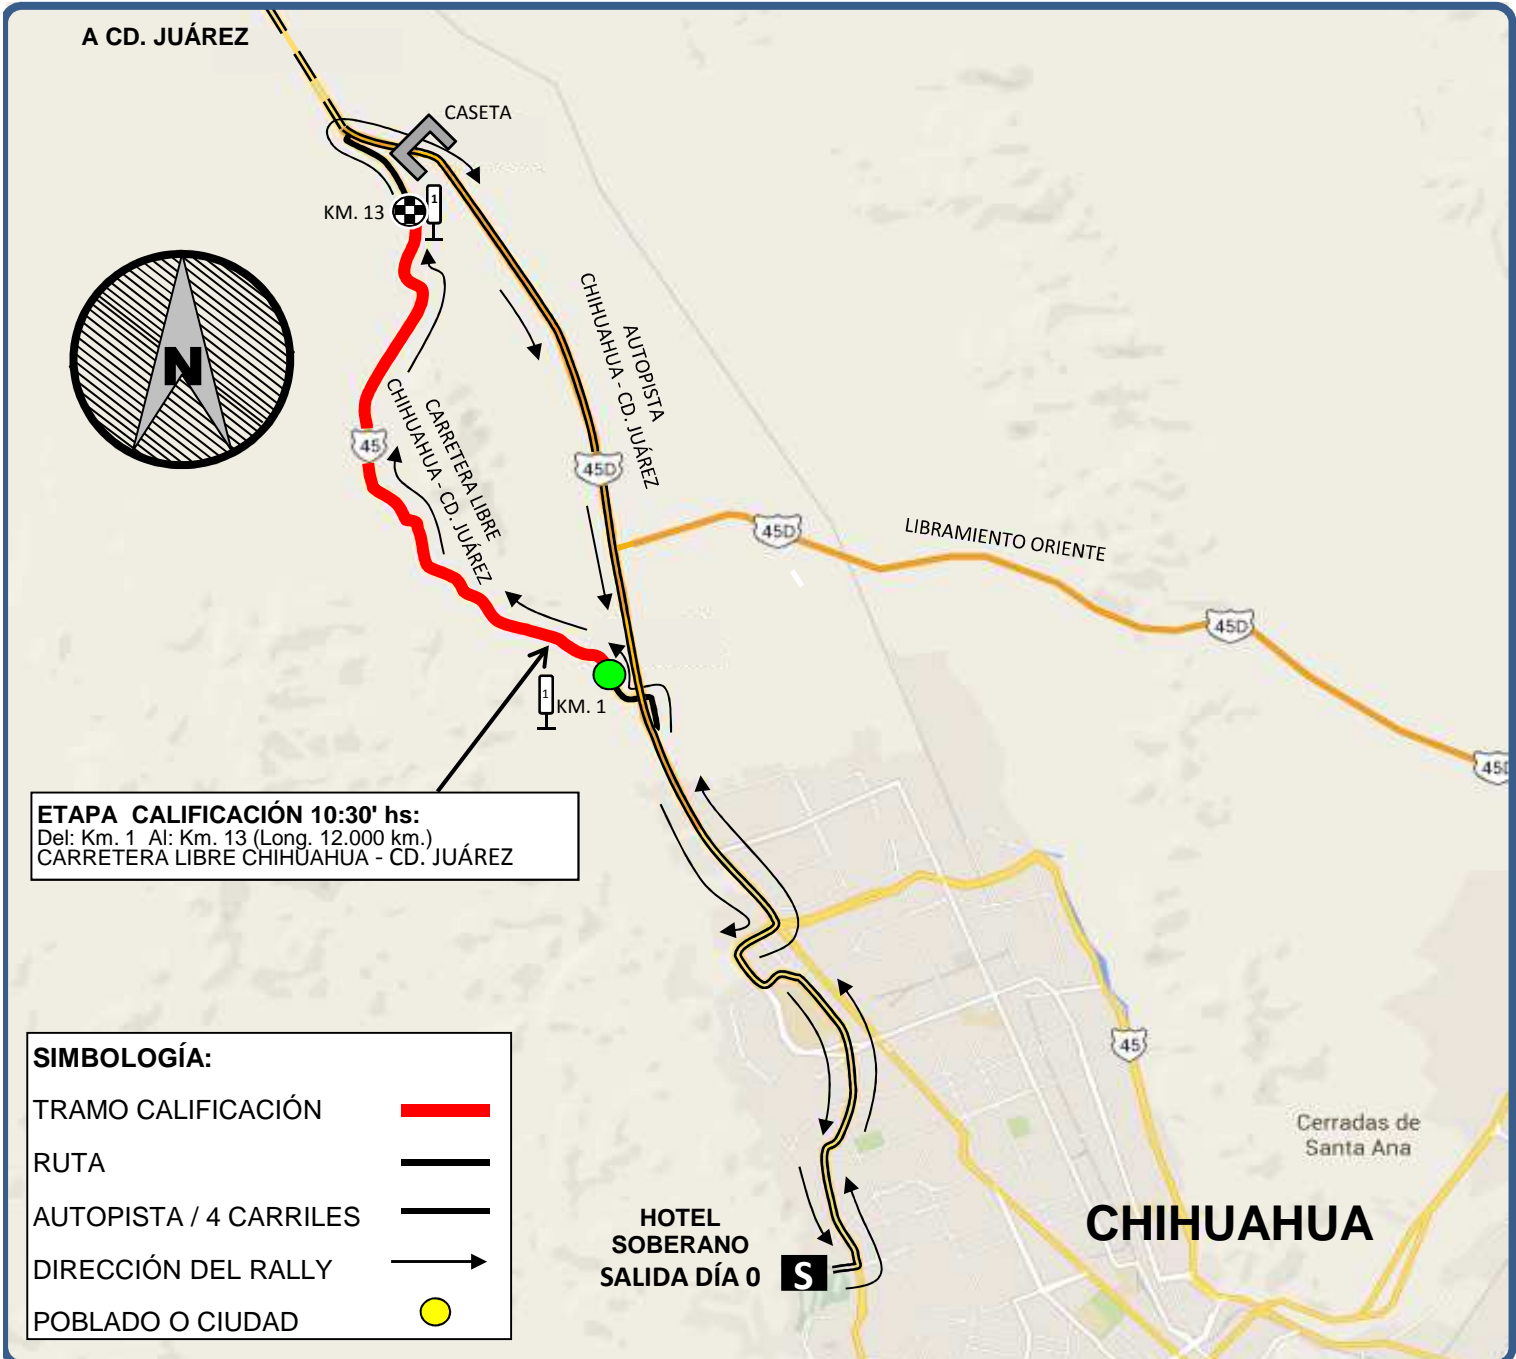 A CD. JUÁREZ
CASETA
1
KM. 13
N
AUTOPISTA
CHIHUAHUA - CD. JUÁREZ
CARRETERA LIBRE
CHIHUAHUA - CD. JUÁREZ
45
45D
45D
LIBRAMIENTO ORIENTE
45D
45D
1
KM. 1
ETAPA CALIFICACIÓN 10:30' hs:
Del: Km. 1 Al: Km. 13 (Long. 12.000 km.)
CARRETERA LIBRE CHIHUAHUA - CD. JUÁREZ
45
SIMBOLOGÍA:
TRAMO CALIFICACIÓN
RUTA
AUTOPISTA / 4 CARRILES
DIRECCIÓN DEL RALLY
POBLADO O CIUDAD
HOTEL
SOBERANO
SALIDA DÍA 0
S
Cerradas de
Santa Ana
CHIHUAHUA